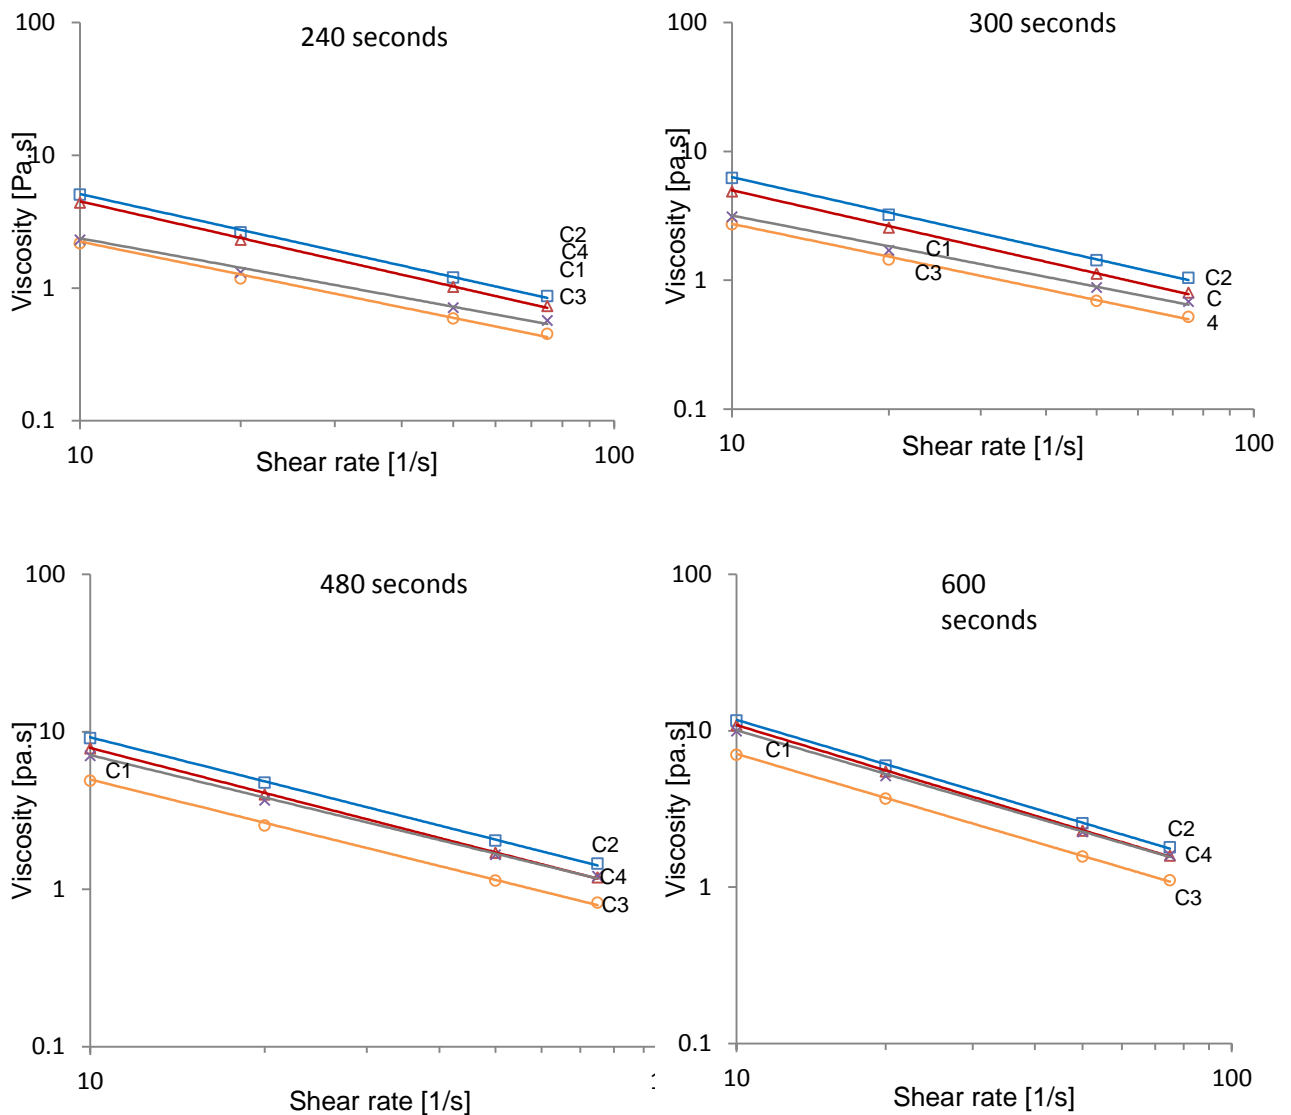 240 seconds
100
10
1
0.1
Viscosity [Pa.s]
C2
C4
C1
C3
10
100
Shear rate [1/s]
300 seconds
100
10
1
0.1
Viscosity [pa.s]
C1
C3
C2
C
4
10
100
Shear rate [1/s]
480 seconds
100
10
1
0.1
Viscosity [pa.s]
C1
C2
C4
C3
10
Shear rate [1/s]
600
seconds
100
10
1
0.1
Viscosity [pa.s]
C1
C2
C4
C3
10
100
Shear rate [1/s]